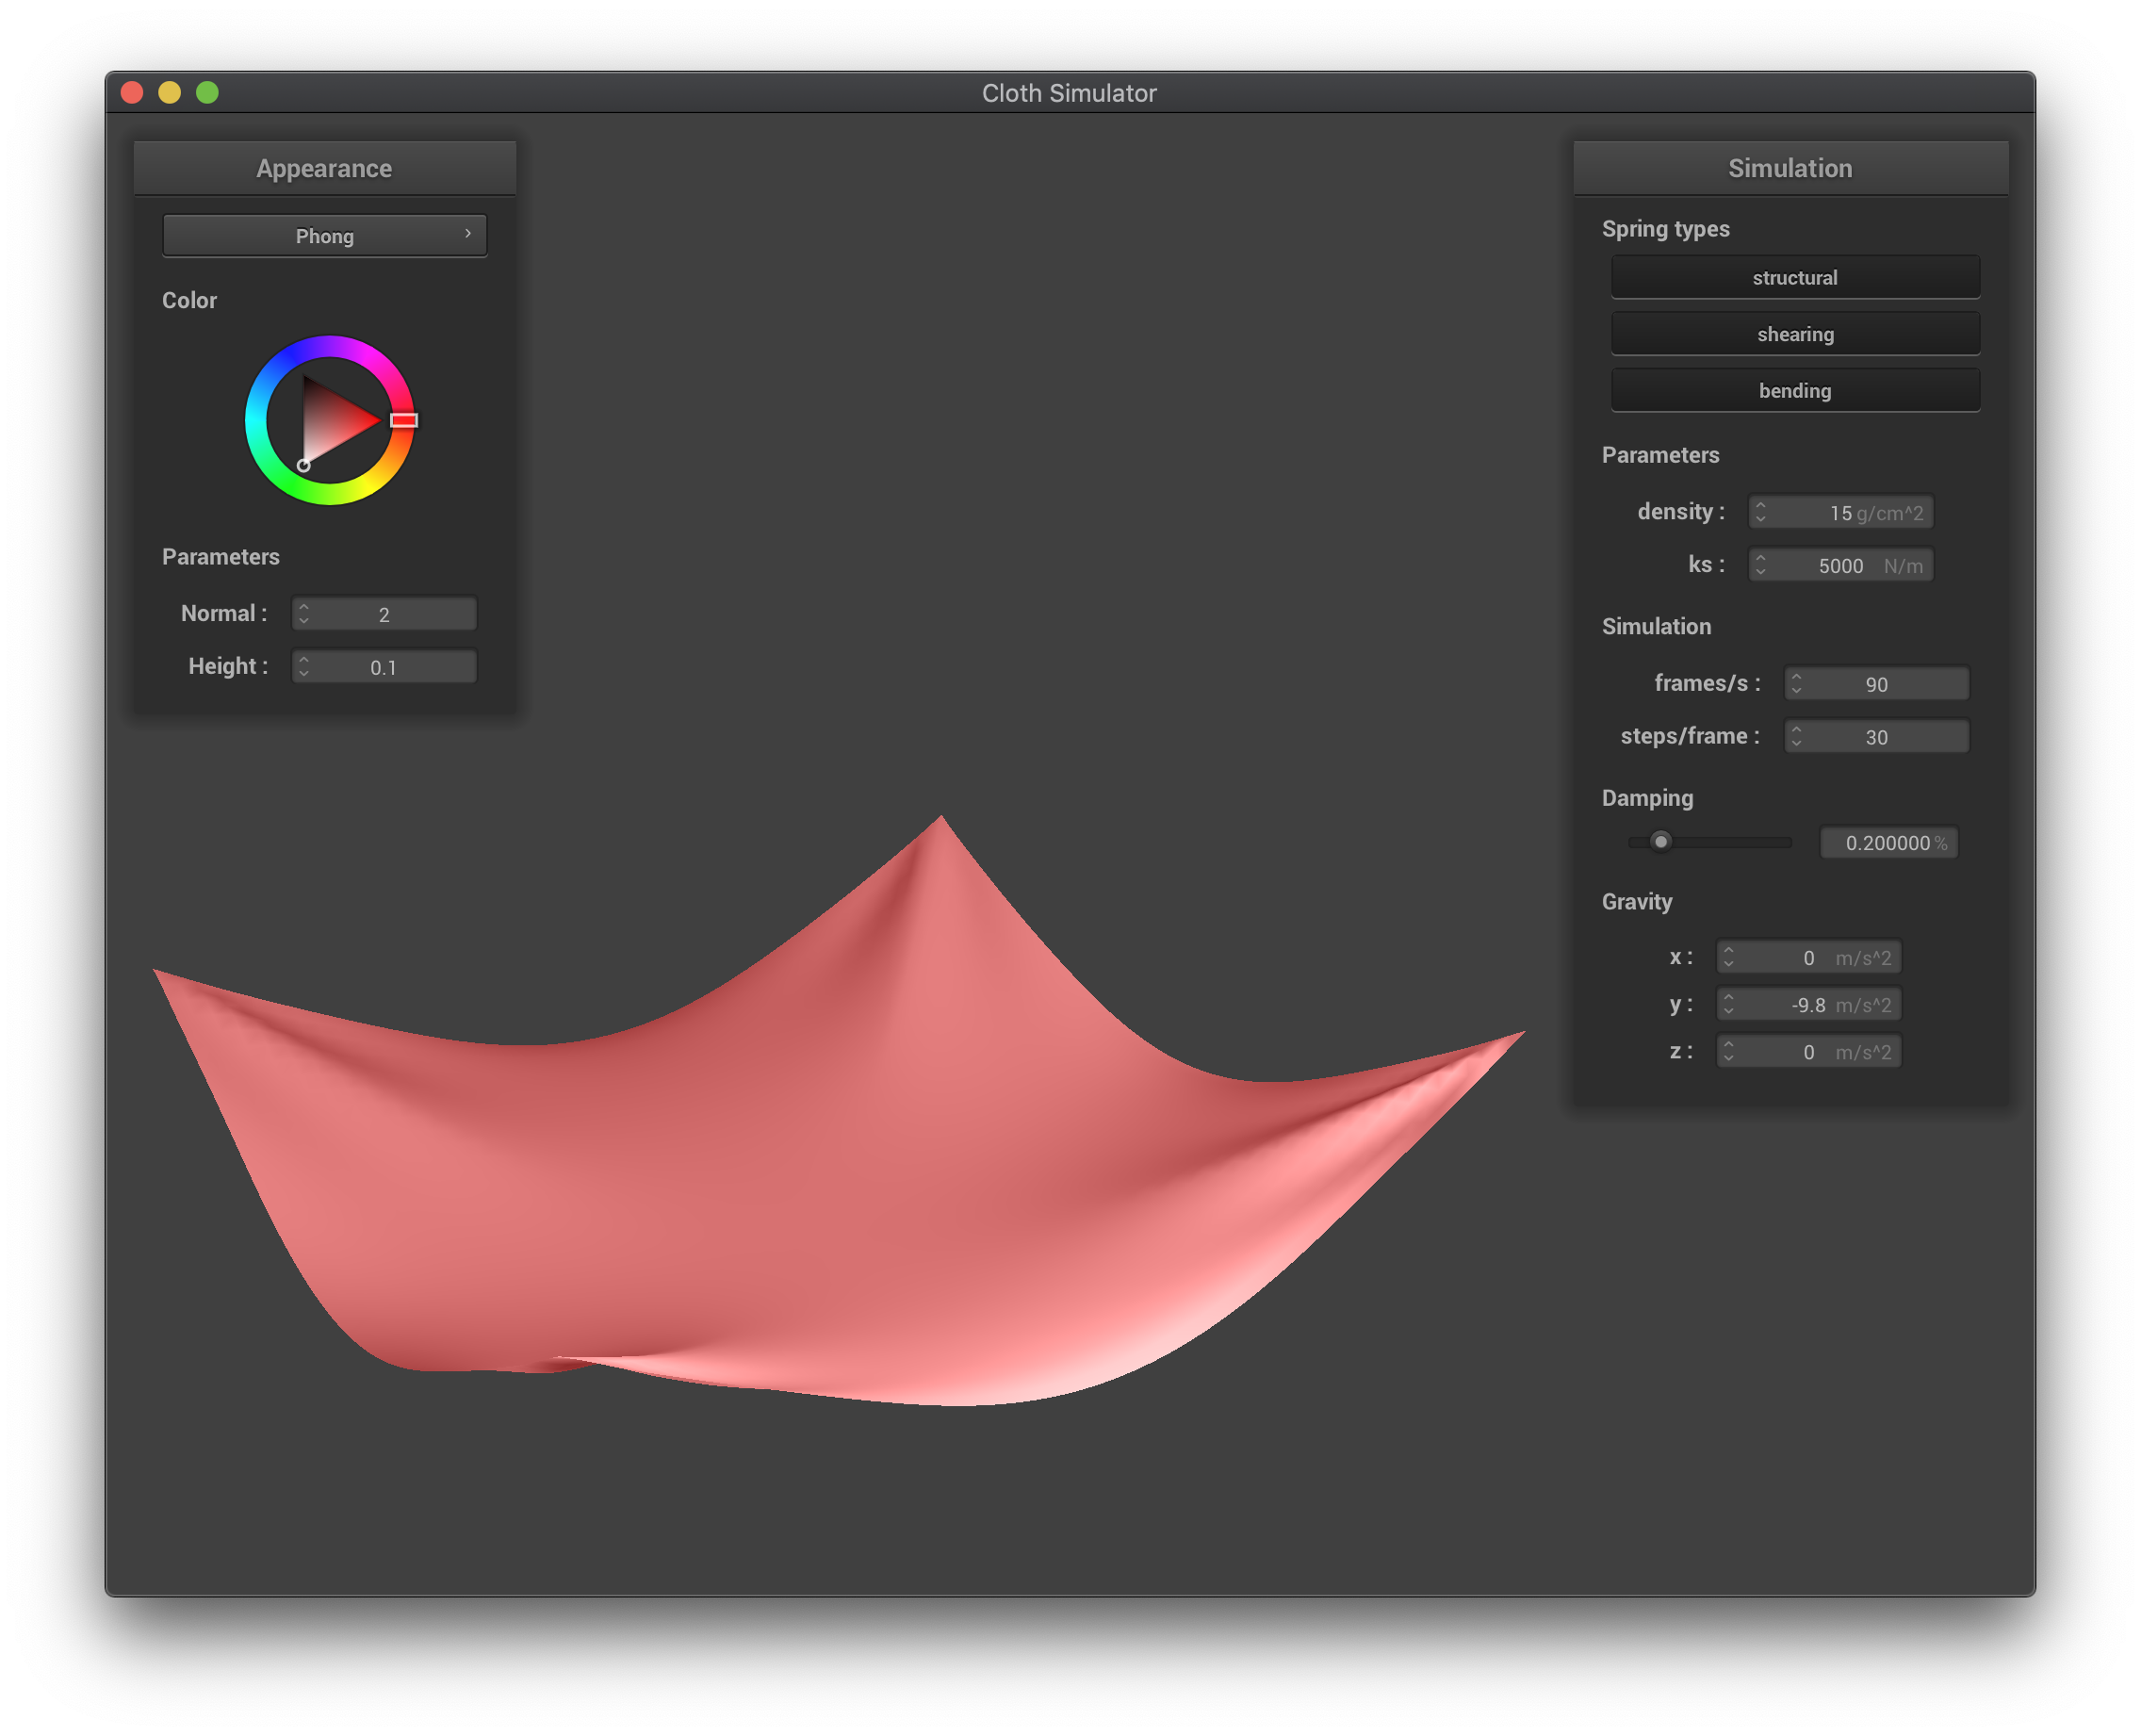 Cloth Simulator
Appearance
Phong
Color
Parameters
Normal : 2
Height : 0.1
Simulation
Spring types
structural
shearing
bending
Parameters
density : 15 g/cm^2
ks : 5000 N/m
Simulation
frames/s : 90
steps/frame : 30
Damping
0.200000 %
Gravity
x : 0 m/s^2
y : -9.8 m/s^2
z : 0 m/s^2